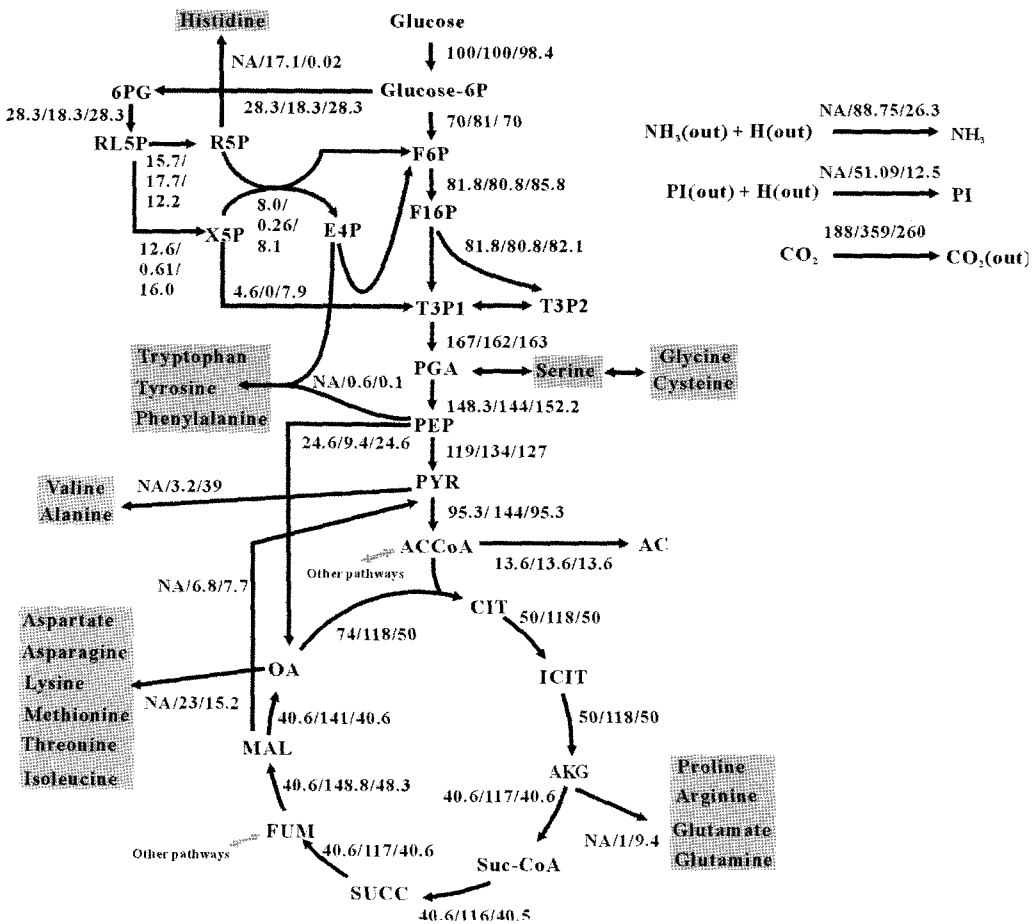 Histidine
Glucose
NA/17.1/0.02
100/100/98.4
6PG
Glucose-6P
28.3/18.3/28.3
28.3/18.3/28.3
70/81/70
NH₃(out) + H(out)
NA/88.75/26.3
NH₃
RL5P
R5P
F6P
15.7/
17.7/
12.2
81.8/80.8/85.8
PI(out) + H(out)
NA/51.09/12.5
PI
8.0/
0.26/
8.1
F16P
X5P
E4P
81.8/80.8/82.1
188/359/260
CO₂
CO₂(out)
12.6/
0.61/
16.0
4.6/0/7.9
T3P1
T3P2
167/162/163
Tryptophan
Tyrosine
Phenylalanine
NA/0.6/0.1
PGA
Serine
Glycine
Cysteine
148.3/144/152.2
PEP
24.6/9.4/24.6
119/134/127
Valine
Alanine
NA/3.2/39
PYR
95.3/144/95.3
ACCoA
AC
Other pathways
13.6/13.6/13.6
NA/6.8/7.7
CIT
Aspartate
Asparagine
Lysine
Methionine
Threonine
Isoleucine
74/118/50
50/118/50
OA
ICIT
NA/23/15.2
40.6/141/40.6
50/118/50
MAL
AKG
Proline
Arginine
Glutamate
Glutamine
40.6/148.8/48.3
40.6/117/40.6
NA/1/9.4
FUM
Other pathways
40.6/117/40.6
Suc-CoA
SUCC
40.6/116/40.5